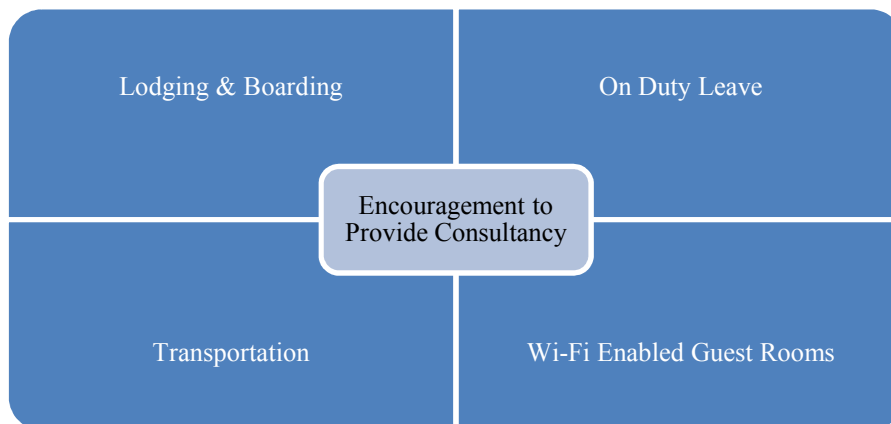 Lodging & Boarding
On Duty Leave
Encouragement to
Provide Consultancy
Transportation
Wi-Fi Enabled Guest Rooms